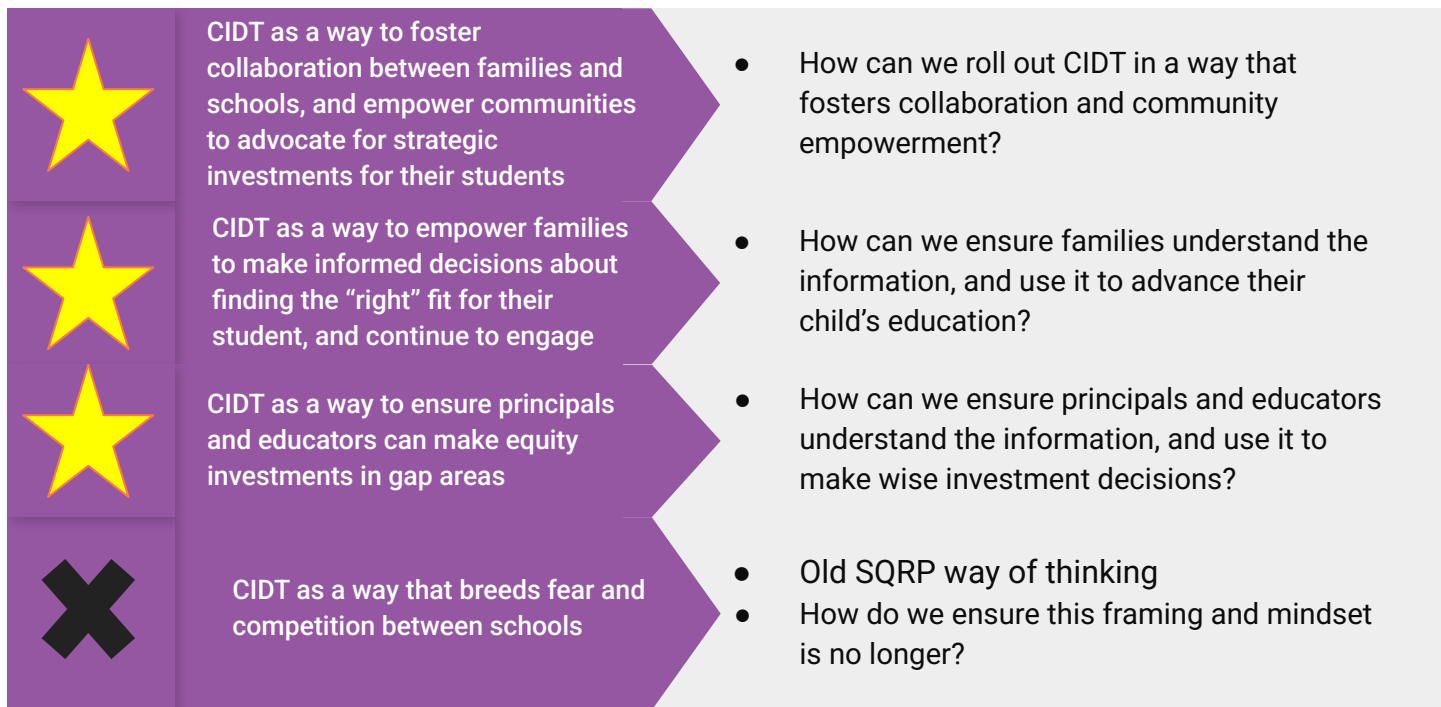 CIDT as a way to foster
collaboration between families and
schools, and empower communities
to advocate for strategic
investments for their students
● How can we roll out CIDT in a way that
fosters collaboration and community
empowerment?
CIDT as a way to empower families
to make informed decisions about
finding the “right” fit for their
student, and continue to engage
● How can we ensure families understand the
information, and use it to advance their
child’s education?
CIDT as a way to ensure principals
and educators can make equity
investments in gap areas
● How can we ensure principals and educators
understand the information, and use it to
make wise investment decisions?
CIDT as a way that breeds fear and
competition between schools
● Old SQRP way of thinking
● How do we ensure this framing and mindset
is no longer?